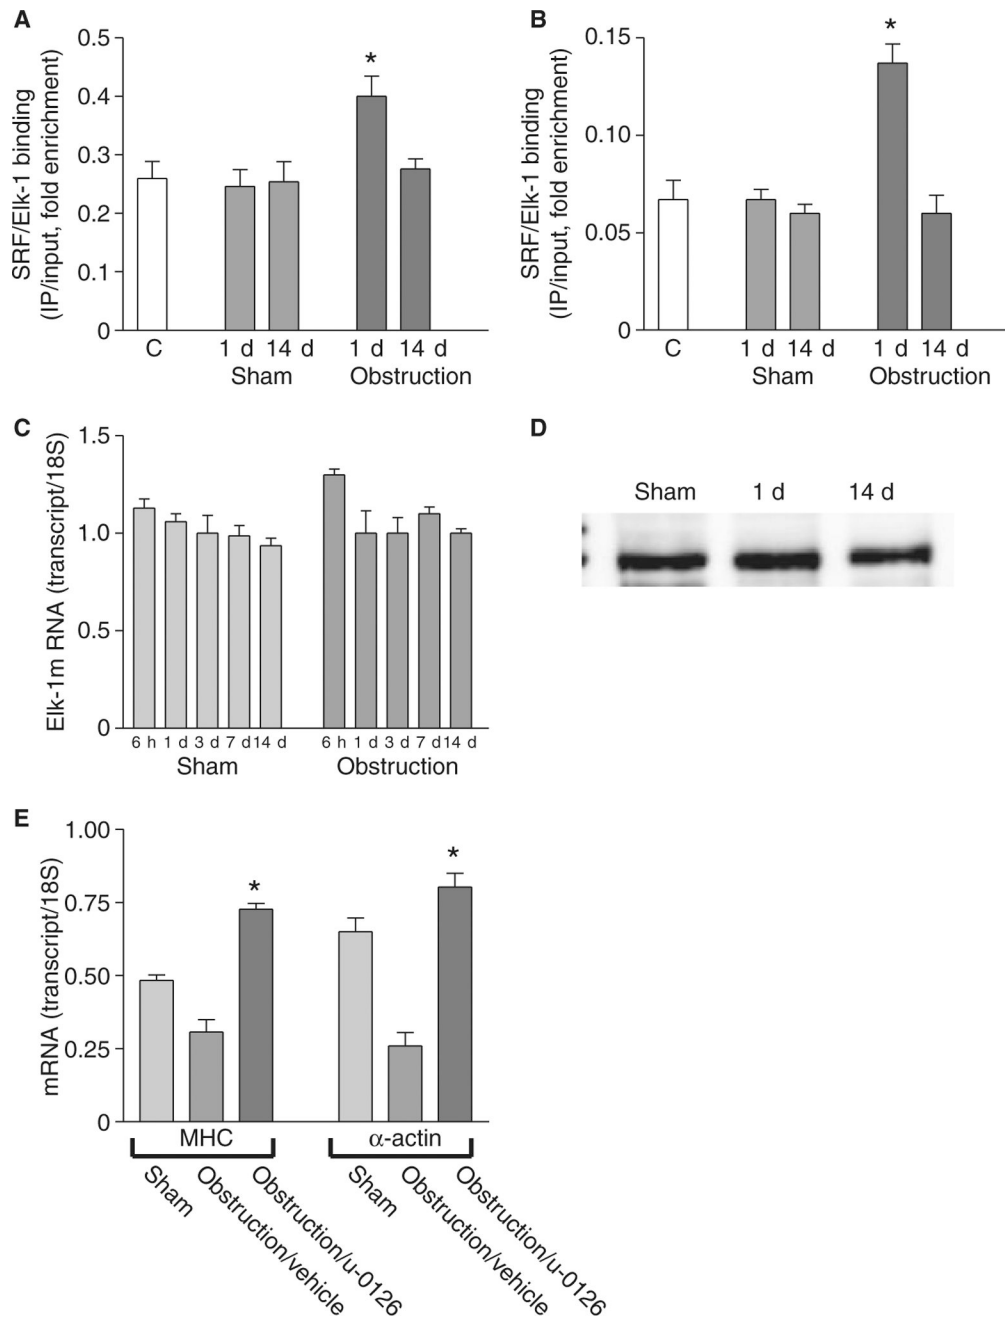 A
SRF/Elk-1 binding
(IP/input, fold enrichment)
0.5
0.4
0.3
0.2
0.1
0
*
C
1 d 14 d
1 d 14 d
Sham
Obstruction
B
SRF/Elk-1 binding
(IP/input, fold enrichment)
0.15
0.10
0.05
0
*
C
1 d 14 d
1 d 14 d
Sham
Obstruction
C
Elk-1m RNA (transcript/18S)
1.5
1.0
0.5
0
6 h 1 d 3 d 7 d 14 d
6 h 1 d 3 d 7 d 14 d
Sham
Obstruction
D
Sham 1 d 14 d
E
mRNA (transcript/18S)
1.00
0.75
0.50
0.25
0
*
*
MHC
α-actin
Sham
Obstruction/vehicle
Obstruction/u-0126
Sham
Obstruction/vehicle
Obstruction/u-0126